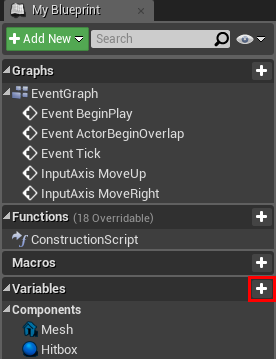 My Blueprint
Add New
Search
Graphs
EventGraph
Event BeginPlay
Event ActorBeginOverlap
Event Tick
InputAxis MoveUp
InputAxis MoveRight
Functions (18 Overridable)
ConstructionScript
Macros
Variables
Components
Mesh
Hitbox